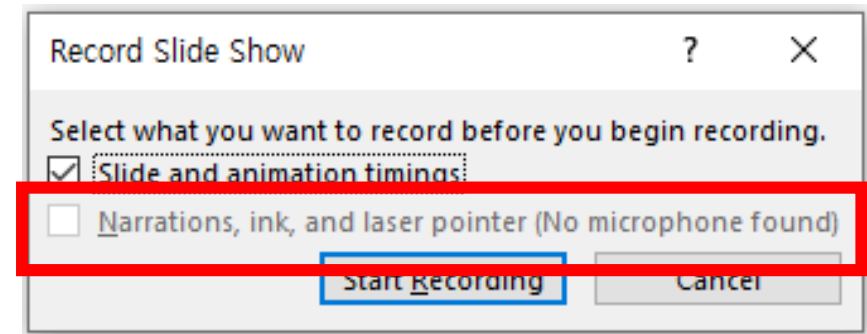 Record Slide Show ?
Select what you want to record before you begin recording.
Slide and animation timings
Narrations, ink, and laser pointer (No microphone found)
Start Recording Cancel